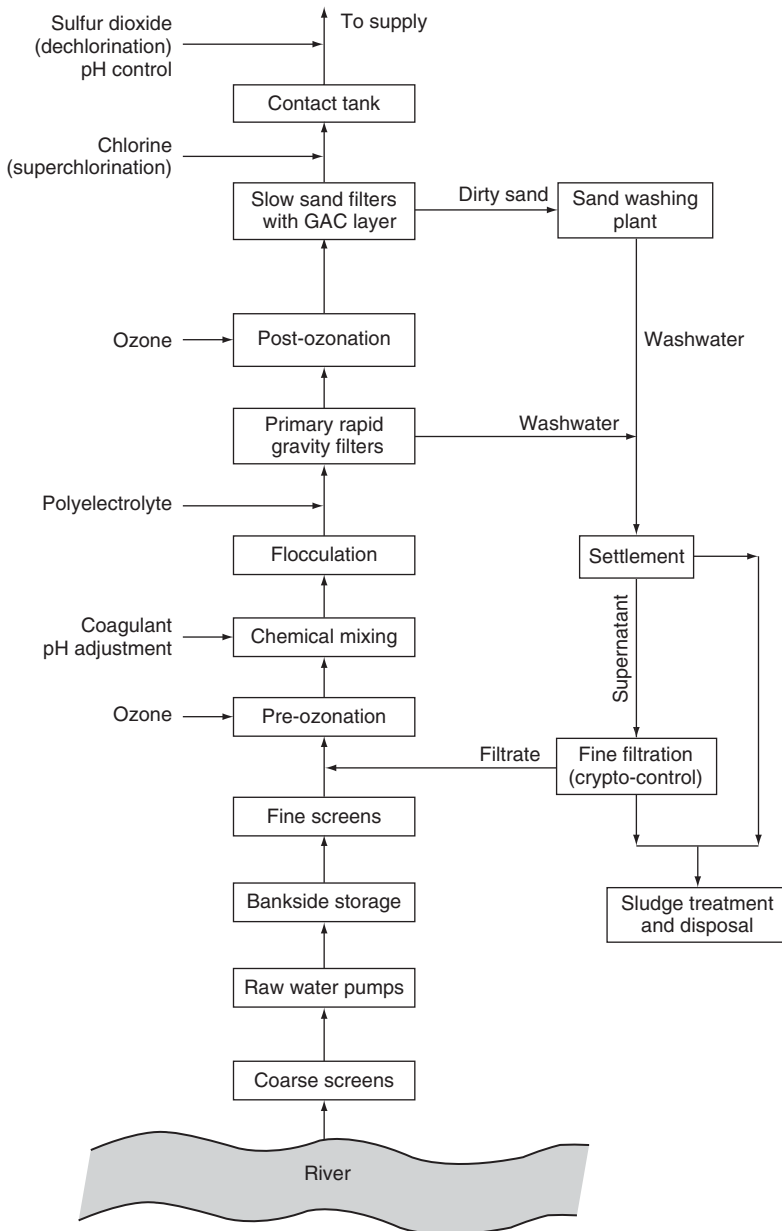 Sulfur dioxide
(dechlorination)
pH control
To supply
Contact tank
Chlorine
(superchlorination)
Slow sand filters
with GAC layer
Dirty sand
Sand washing
plant
Ozone
Post-ozonation
Washwater
Primary rapid
gravity filters
Washwater
Polyelectrolyte
Flocculation
Settlement
Coagulant
pH adjustment
Chemical mixing
Supernatant
Ozone
Pre-ozonation
Filtrate
Fine filtration
(crypto-control)
Fine screens
Bankside storage
Sludge treatment
and disposal
Raw water pumps
Coarse screens
River